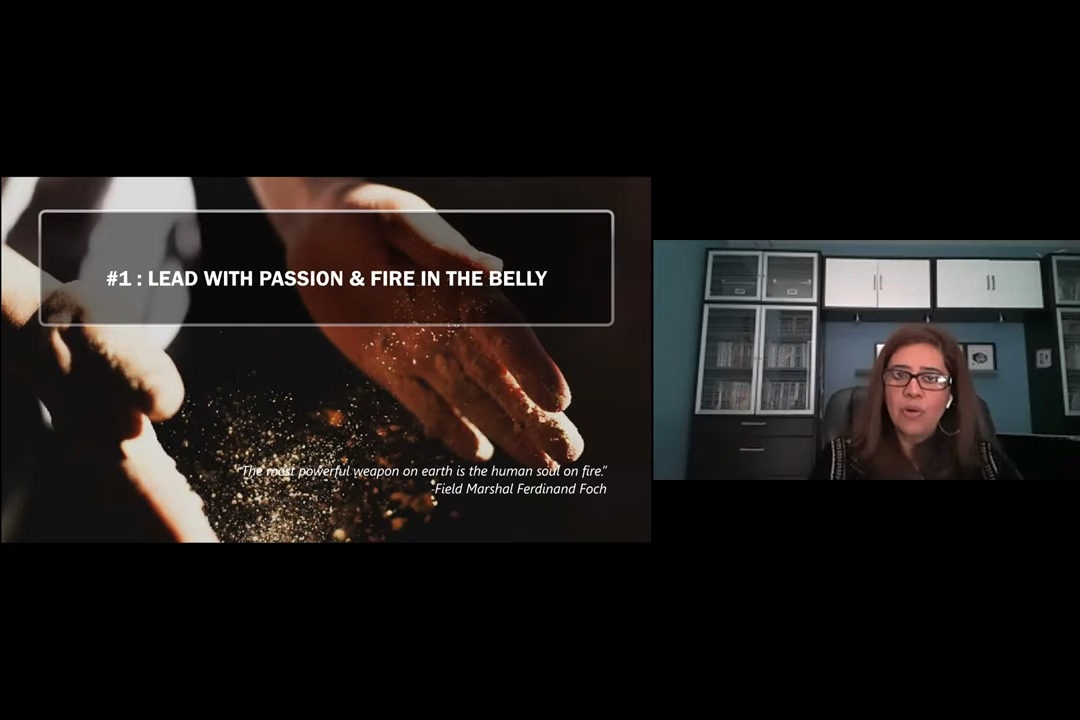 #1 : LEAD WITH PASSION & FIRE IN THE BELLY
"The most powerful weapon on earth is the human soul on fire."
Field Marshal Ferdinand Foch